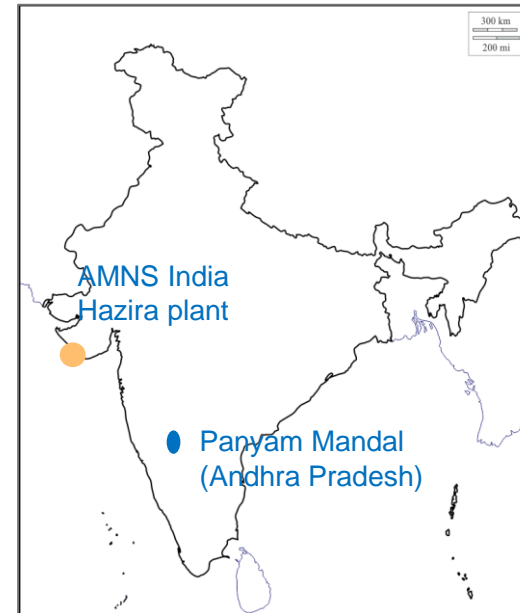 300 km
200 mi
AMNS India
Hazira plant
Panyam Mandal
(Andhra Pradesh)